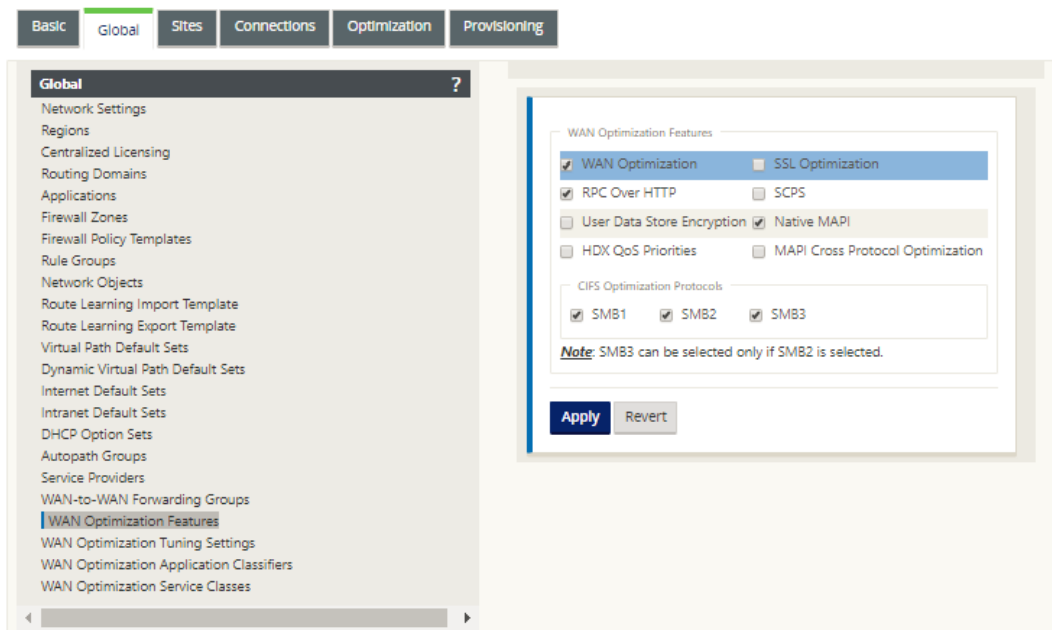 Basic Global Sites Connections Optimization Provisioning
Global ?
Network Settings
Regions
Centralized Licensing
Routing Domains
Applications
Firewall Zones
Firewall Policy Templates
Rule Groups
Network Objects
Route Learning Import Template
Route Learning Export Template
Virtual Path Default Sets
Dynamic Virtual Path Default Sets
Internet Default Sets
Intranet Default Sets
DHCP Option Sets
Autopath Groups
Service Providers
WAN-to-WAN Forwarding Groups
WAN Optimization Features
WAN Optimization Tuning Settings
WAN Optimization Application Classifiers
WAN Optimization Service Classes
WAN Optimization Features
WAN Optimization SSL Optimization
RPC Over HTTP SCPS
User Data Store Encryption Native MAPI
HDX QoS Priorities MAPI Cross Protocol Optimization
CIFS Optimization Protocols
SMB1 SMB2 SMB3
Note: SMB3 can be selected only if SMB2 is selected.
Apply Revert